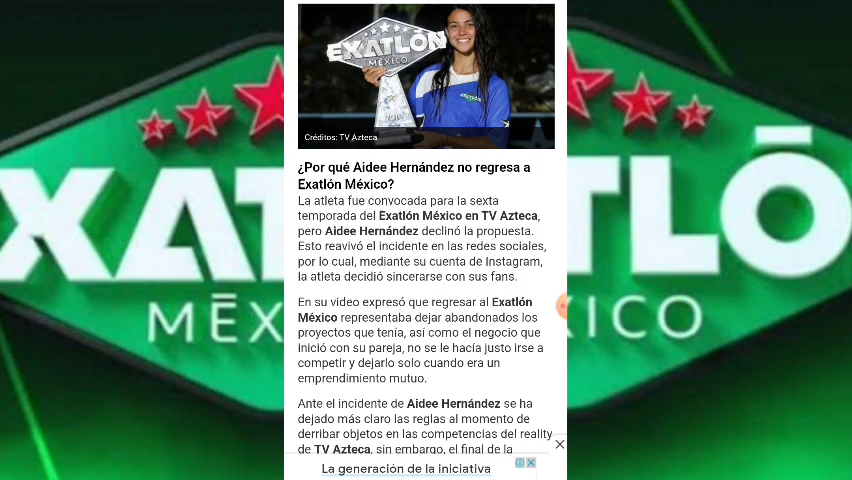 EXATLÓN
MÉXICO
Créditos: TV Azteca
¿Por qué Aidee Hernández no regresa a
Exatlón México?
La atleta fue convocada para la sexta
temporada del Exatlón México en TV Azteca,
pero Aidee Hernández declinó la propuesta.
Esto reavivó el incidente en las redes sociales,
por lo cual, mediante su cuenta de Instagram,
la atleta decidió sincerarse con sus fans.
En su video expresó que regresar al Exatlón
México representaba dejar abandonados los
proyectos que tenía, así como el negocio que
inició con su pareja, no se le hacía justo irse a
competir y dejarlo solo cuando era un
emprendimiento mutuo.
Ante el incidente de Aidee Hernández se ha
dejado más claro las reglas al momento de
derribar objetos en las competencias del reality
de TV Azteca, sin embargo, el final de la
La generación de la iniciativa
XAT
MĒX
TLŌ
XICO